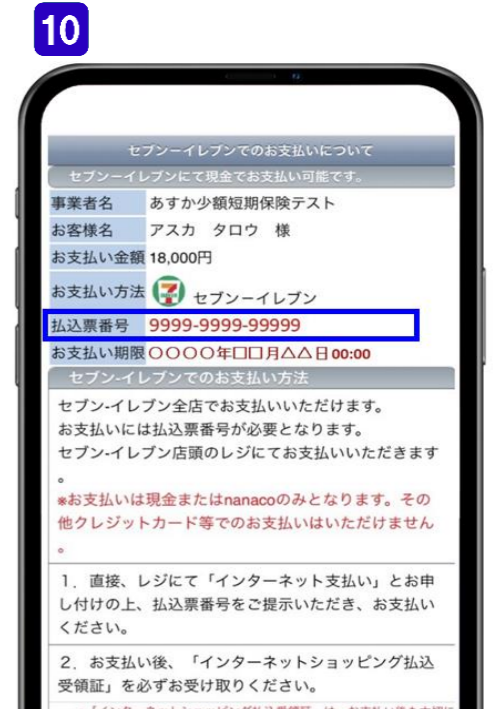 10
セブンーイレブンでのお支払いについて
セブンーイレブンにて現金でお支払い可能です。
事業者名 あすか少額短期保険テスト
お客様名 アスカ タロウ 様
お支払い金額 18,000円
お支払い方法 セブンーイレブン
払込票番号 9999-9999-99999
お支払い期限 〇〇〇〇年口口月△△日 00:00
セブン-イレブンでのお支払い方法
セブン-イレブン全店でお支払いいただけます。
お支払いには払込票番号が必要となります。
セブン-イレブン店頭のレジにてお支払いいただきます
。
*お支払いは現金またはnanacoのみとなります。その
他クレジットカード等でのお支払いはいただけません
。
1．直接、レジにて「インターネット支払い」とお申
し付けの上、払込票番号をご提示いただき、お支払い
ください。
2．お支払い後、「インターネットショッピング払込
受領証」を必ずお受け取りください。